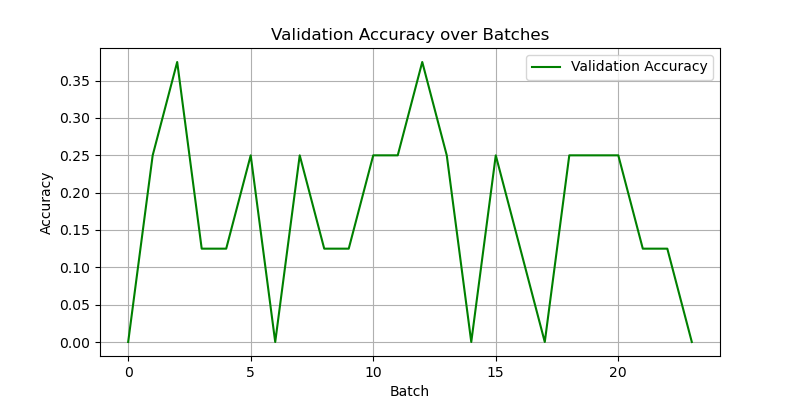 Validation Accuracy over Batches
Validation Accuracy
Accuracy
0.35
0.30
0.25
0.20
0.15
0.10
0.05
0.00
0 5 10 15 20
Batch